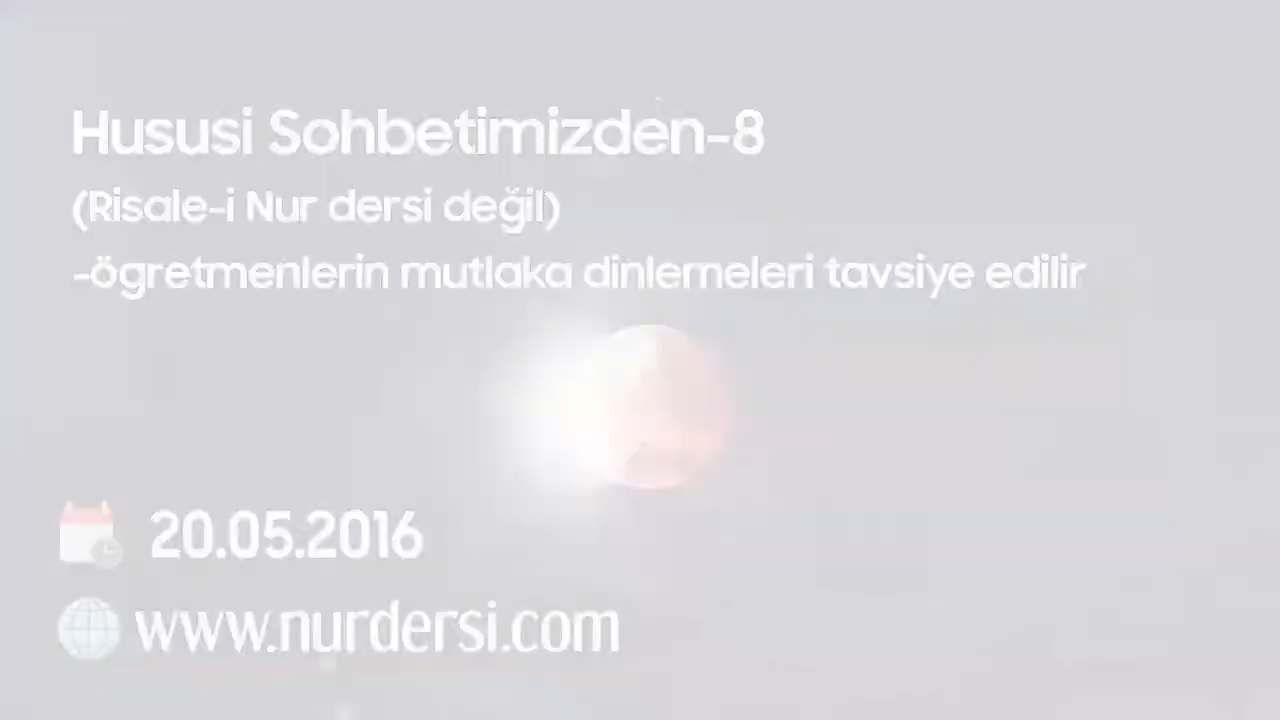 Hususi Sohbetimizden-8
(Risale-i Nur dersi değil)
-ögretmenlerin mutlaka dinlemeleri tavsiye edilir
20.05.2016
www.nurdersi.com